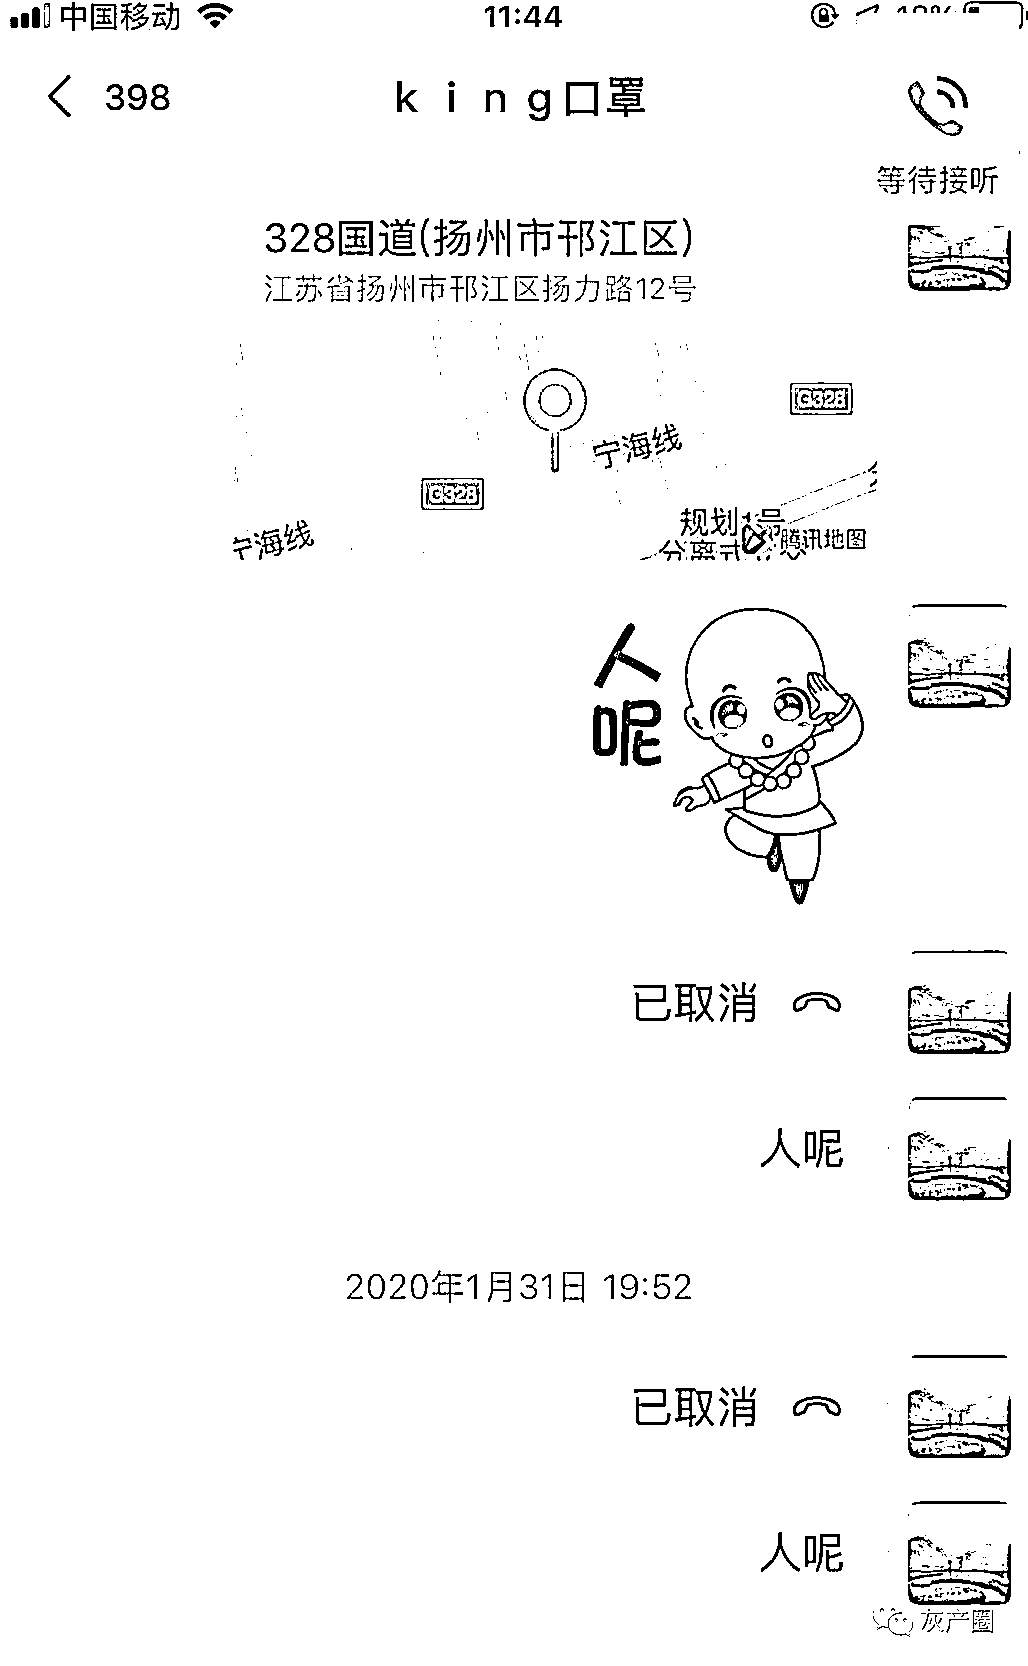 中国移动
11:44
398
king口罩
等待接听
328国道(扬州市邗江区)
江苏省扬州市邗江区扬力路12号
G328
宁海线
G328
规划1号
宁海线
腾讯地图
人
呢
已取消
人呢
2020年1月31日 19:52
已取消
人呢
灰产圈